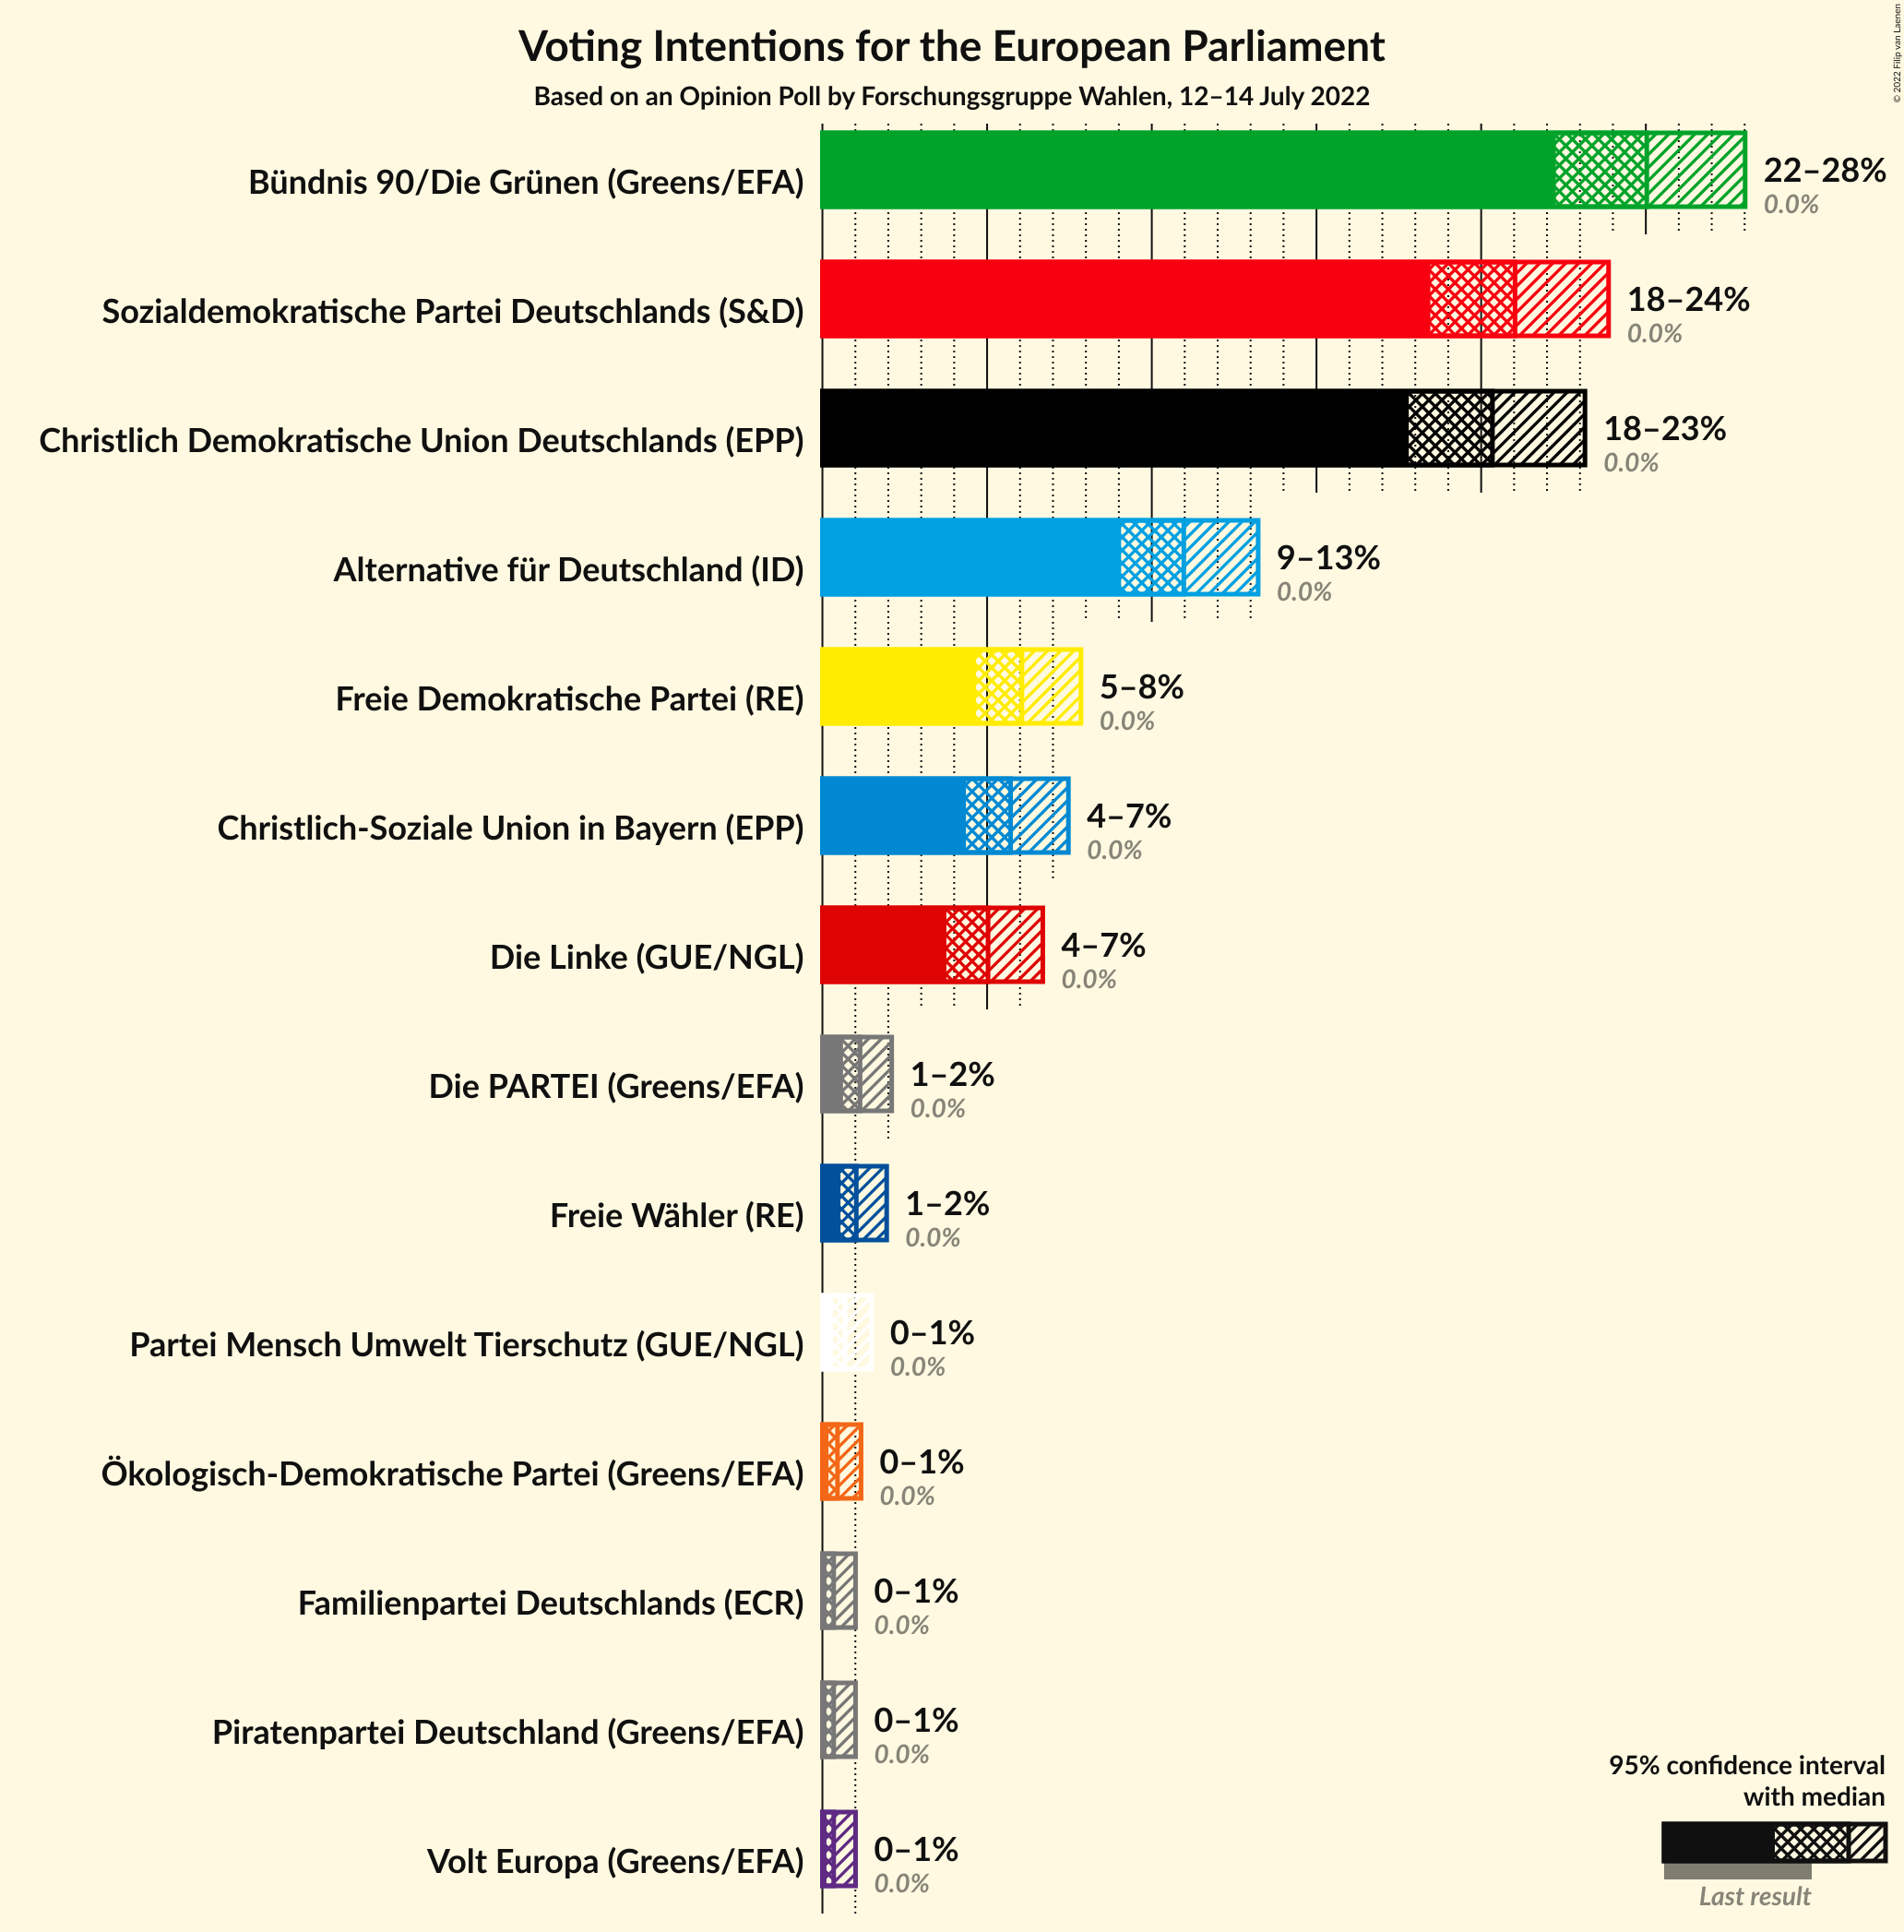 Voting Intentions for the European Parliament
Based on an Opinion Poll by Forschungsgruppe Wahlen, 12–14 July 2022
© 2022 Filip van Laenen
Bündnis 90/Die Grünen (Greens/EFA)
22–28%
0.0%
Sozialdemokratische Partei Deutschlands (S&D)
18–24%
0.0%
Christlich Demokratische Union Deutschlands (EPP)
18–23%
0.0%
Alternative für Deutschland (ID)
9–13%
0.0%
Freie Demokratische Partei (RE)
5–8%
0.0%
Christlich-Soziale Union in Bayern (EPP)
4–7%
0.0%
Die Linke (GUE/NGL)
4–7%
0.0%
Die PARTEI (Greens/EFA)
1–2%
0.0%
Freie Wähler (RE)
1–2%
0.0%
Partei Mensch Umwelt Tierschutz (GUE/NGL)
0–1%
0.0%
Ökologisch-Demokratische Partei (Greens/EFA)
0–1%
0.0%
Familienpartei Deutschlands (ECR)
0–1%
0.0%
Piratenpartei Deutschland (Greens/EFA)
0–1%
0.0%
Volt Europa (Greens/EFA)
0–1%
0.0%
95% confidence interval
with median
Last result